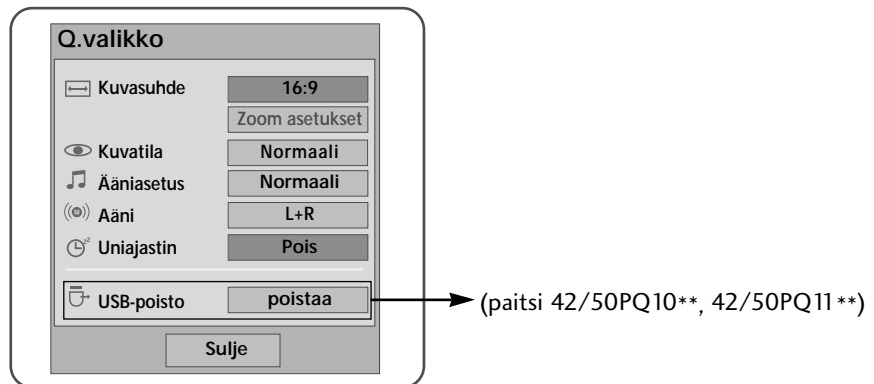 Q.valikko
Kuvasuhde 16:9
Zoom asetukset
Kuvatila Normaali
Ääniasetus Normaali
Ääni L+R
Uniajastin Pois
USB-poisto poistaa (paitsi 42/50PQ10**, 42/50PQ11**)
Sulje